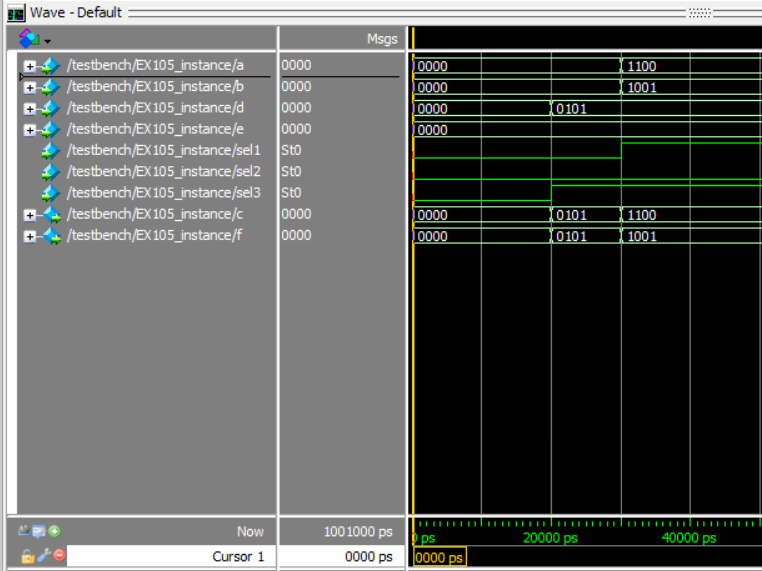 Wave - Default
Msgs
/testbench/EX105_instance/a 0000 0000 1100
/testbench/EX105_instance/b 0000 0000 1001
/testbench/EX105_instance/d 0000 0000 0101
/testbench/EX105_instance/e 0000 0000
/testbench/EX105_instance/sel1 St0
/testbench/EX105_instance/sel2 St0
/testbench/EX105_instance/sel3 St0
/testbench/EX105_instance/c 0000 0000 0101 1100
/testbench/EX105_instance/f 0000 0000 0101 1001
Now 1001000 ps 0 ps 20000 ps 40000 ps
Cursor 1 0000 ps 0000 ps